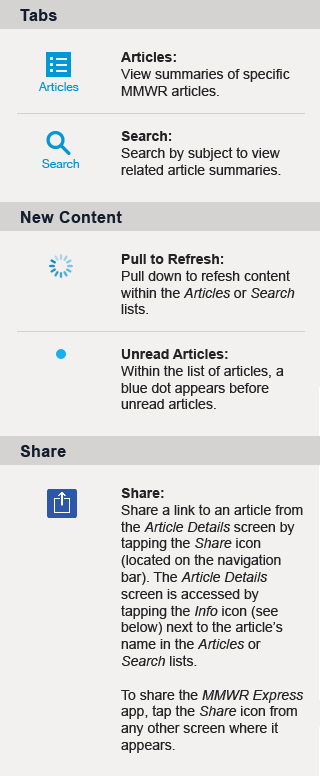 Tabs
Articles
Articles:
View summaries of specific
MMWR articles.
Search
Search:
Search by subject to view
related article summaries.
New Content
Pull to Refresh:
Pull down to refesh content
within the Articles or Search
lists.
Unread Articles:
Within the list of articles, a
blue dot appears before
unread articles.
Share
Share:
Share a link to an article from
the Article Details screen by
tapping the Share icon
(located on the navigation
bar). The Article Details
screen is accessed by
tapping the Info icon (see
below) next to the article’s
name in the Articles or
Search lists.
To share the MMWR Express
app, tap the Share icon from
any other screen where it
appears.